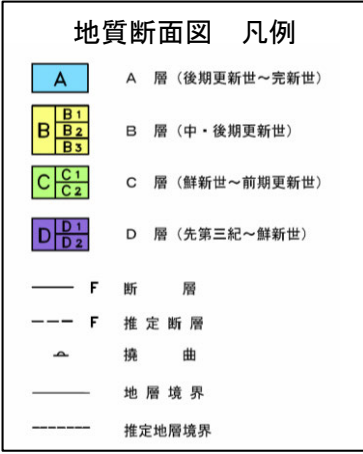 地質断面図 凡例
A A 層（後期更新世～完新世）
B B1 B2 B3 B 層（中・後期更新世）
C C1 C2 C 層（鮮新世～前期更新世）
D D1 D2 D 層（先第三紀～鮮新世）
F 断層
F 推定断層
撓曲
地層境界
推定地層境界